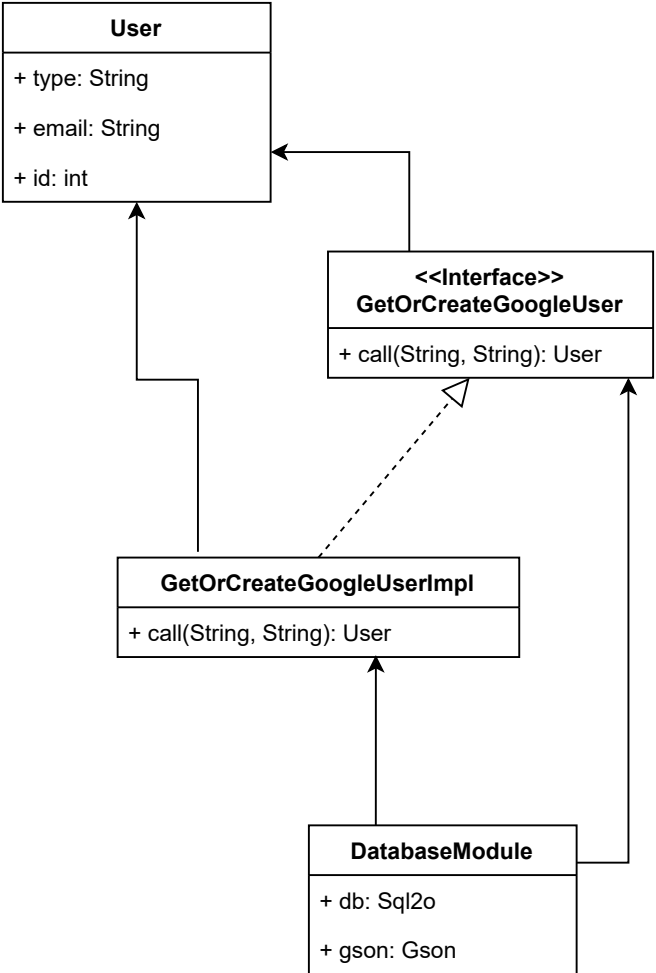 User
+ type: String
+ email: String
+ id: int
<<Interface>>
GetOrCreateGoogleUser
+ call(String, String): User
GetOrCreateGoogleUserImpl
+ call(String, String): User
DatabaseModule
+ db: Sql2o
+ gson: Gson